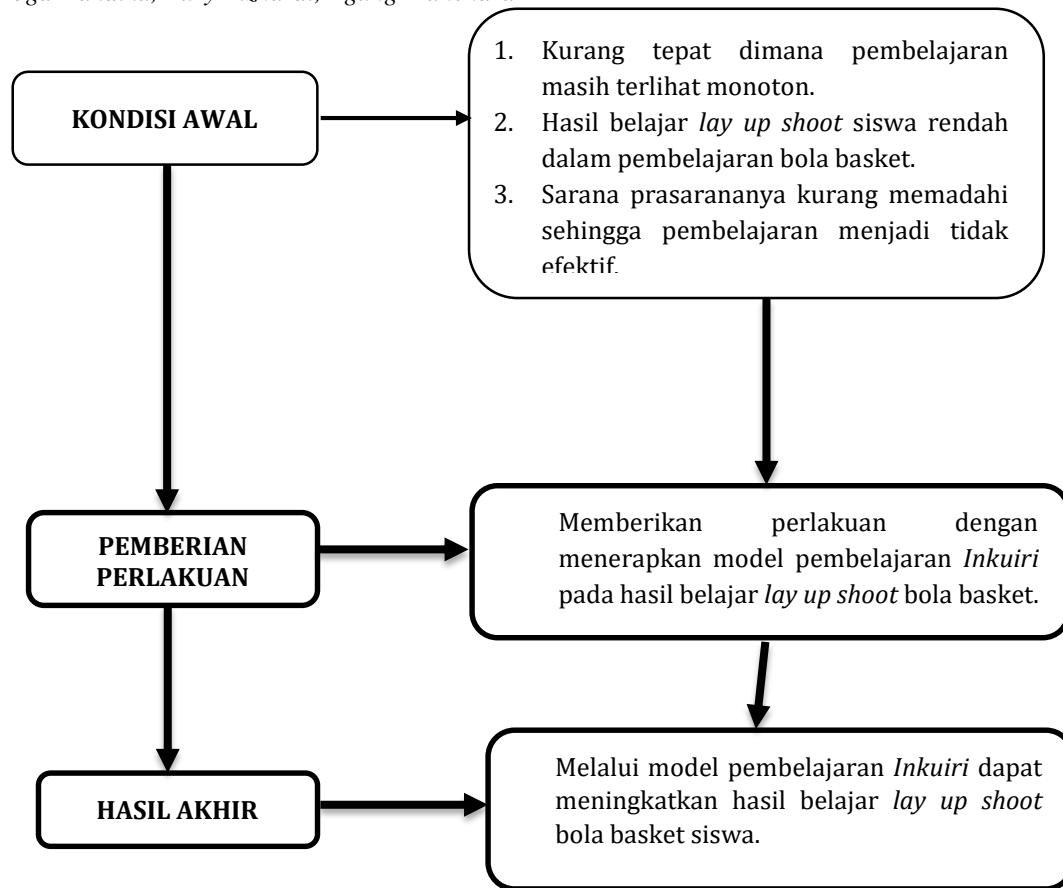 1. Kurang tepat dimana pembelajaran
masih terlihat monoton.
KONDISI AWAL
2. Hasil belajar lay up shoot siswa rendah
dalam pembelajaran bola basket.
3. Sarana prasarananya kurang memadahi
sehingga pembelajaran menjadi tidak
efektif.
PEMBERIAN
PERLAKUAN
Memberikan perlakuan dengan
menerapkan model pembelajaran Inkuiri
pada hasil belajar lay up shoot bola basket.
HASIL AKHIR
Melalui model pembelajaran Inkuiri dapat
meningkatkan hasil belajar lay up shoot
bola basket siswa.